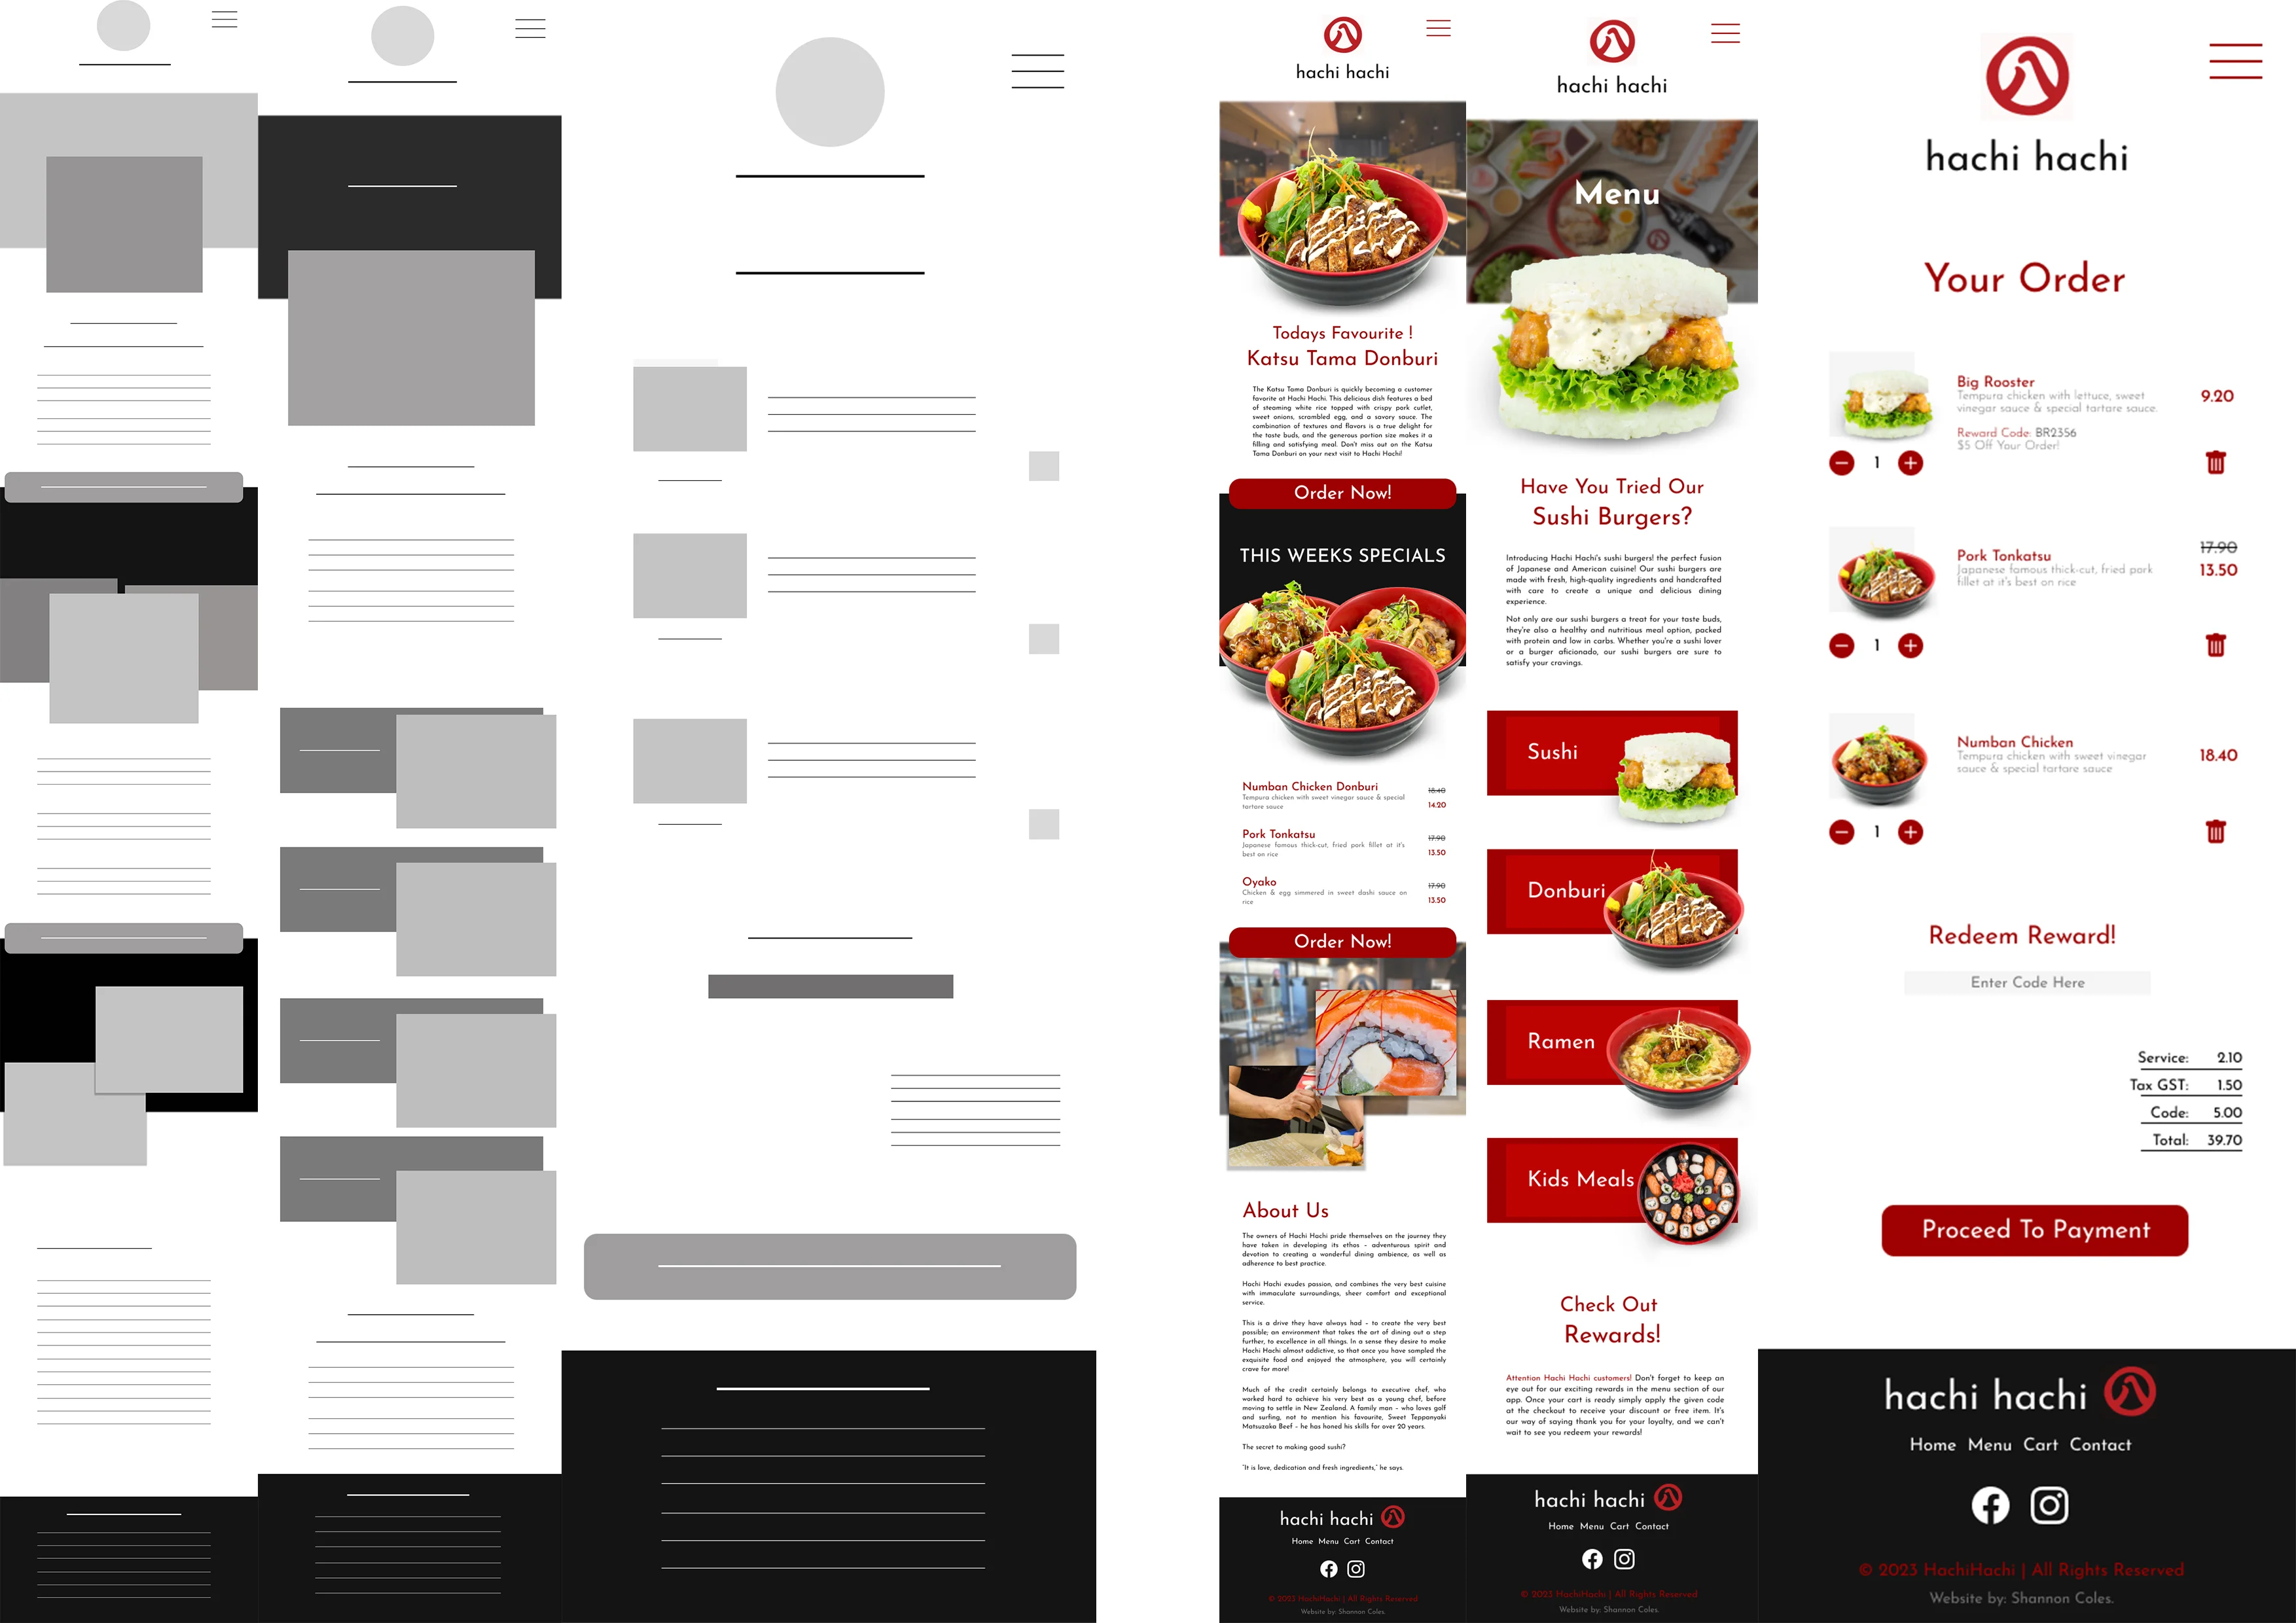 hachi hachi
Todays Favourite !
Katsu Tama Donburi
The Katsu Tama Donburi is quickly becoming a customer
favorite at Hachi Hachi. This delicious dish features a bed
of steaming white rice topped with crispy pork cutlet,
sweet onions, scrambled egg, and a savory sauce. The
combination of textures and flavors is a true delight for
the taste buds, and the generous portion size makes it a
filling and satisfying meal. Don't miss out on the Katsu
Tama Donburi on your next visit to Hachi Hachi!
Order Now!
THIS WEEKS SPECIALS
Numban Chicken Donburi
18.40
Tempura chicken with sweet vinegar sauce & special
tartare sauce
14.20
Pork Tonkatsu
17.90
Japanese famous thick-cut, fried pork fillet at it's
best on rice
13.50
Oyako
17.90
Chicken & egg simmered in sweet dashi sauce on
rice
13.50
Order Now!
About Us
The owners of Hachi Hachi pride themselves on the journey they
have taken in developing its ethos – adventurous spirit and
devotion to creating a wonderful dining ambience, as well as
adherence to best practice.
Hachi Hachi exudes passion, and combines the very best cuisine
with immaculate surroundings, sheer comfort and exceptional
service.
This is a drive they have always had – to create the very best
possible; an environment that takes the art of dining out a step
further, to excellence in all things. In a sense they desire to make
Hachi Hachi almost addictive, so that once you have sampled the
exquisite food and enjoyed the atmosphere, you will certainly
crave for more!
Much of the credit certainly belongs to executive chef, who
worked hard to achieve his very best as a young chef, before
moving to settle in New Zealand. A family man – who loves golf
and surfing, not to mention his favourite, Sweet Teppanyaki
Matsuzaka Beef – he has honed his skills for over 20 years.
The secret to making good sushi?
"It is love, dedication and fresh ingredients," he says.
hachi hachi
Home Menu Cart Contact
© 2023 HachiHachi | All Rights Reserved
Website by: Shannon Coles.
hachi hachi
Menu
Have You Tried Our
Sushi Burgers?
Introducing Hachi Hachi's sushi burgers! the perfect fusion
of Japanese and American cuisine! Our sushi burgers are
made with fresh, high-quality ingredients and handcrafted
with care to create a unique and delicious dining
experience.
Not only are our sushi burgers a treat for your taste buds,
they're also a healthy and nutritious meal option, packed
with protein and low in carbs. Whether you're a sushi lover
or a burger aficionado, our sushi burgers are sure to
satisfy your cravings.
Sushi
Donburi
Ramen
Kids Meals
Check Out
Rewards!
Attention Hachi Hachi customers! Don't forget to keep an
eye out for our exciting rewards in the menu section of our
app. Once your cart is ready simply apply the given code
at the checkout to receive your discount or free item. It's
our way of saying thank you for your loyalty, and we can't
wait to see you redeem your rewards!
hachi hachi
Home Menu Cart Contact
© 2023 HachiHachi | All Rights Reserved
Website by: Shannon Coles.
hachi hachi
Your Order
Big Rooster
Tempura chicken with lettuce, sweet
vinegar sauce & special tartare sauce.
9.20
Reward Code: BR2356
$5 Off Your Order!
1
Pork Tonkatsu
17.90
Japanese famous thick-cut, fried pork
fillet at it's best on rice
13.50
1
Numban Chicken
Tempura chicken with sweet vinegar
sauce & special tartare sauce
18.40
1
Redeem Reward!
Enter Code Here
Service: 2.10
Tax GST: 1.50
Code: 5.00
Total: 39.70
Proceed To Payment
hachi hachi
Home Menu Cart Contact
© 2023 HachiHachi | All Rights Reserved
Website by: Shannon Coles.